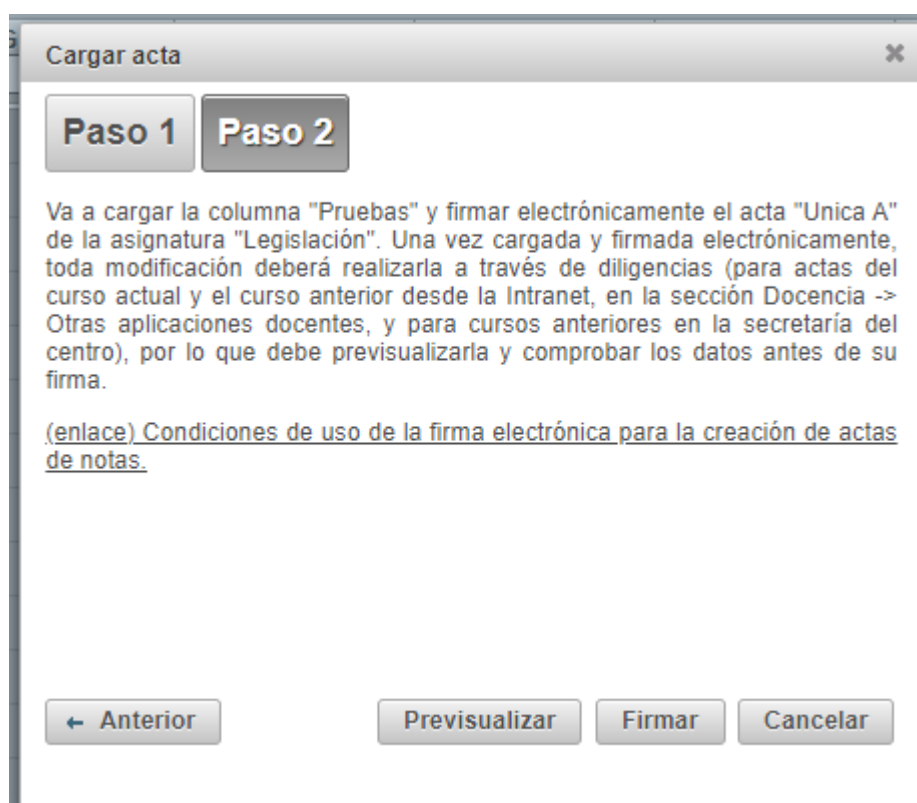 Cargar acta
Paso 1 Paso 2
Va a cargar la columna "Pruebas" y firmar electrónicamente el acta "Unica A"
de la asignatura "Legislación". Una vez cargada y firmada electrónicamente,
toda modificación deberá realizarla a través de diligencias (para actas del
curso actual y el curso anterior desde la Intranet, en la sección Docencia ->
Otras aplicaciones docentes, y para cursos anteriores en la secretaría del
centro), por lo que debe previsualizarla y comprobar los datos antes de su
firma.
(enlace) Condiciones de uso de la firma electrónica para la creación de actas
de notas.
← Anterior Previsualizar Firmar Cancelar